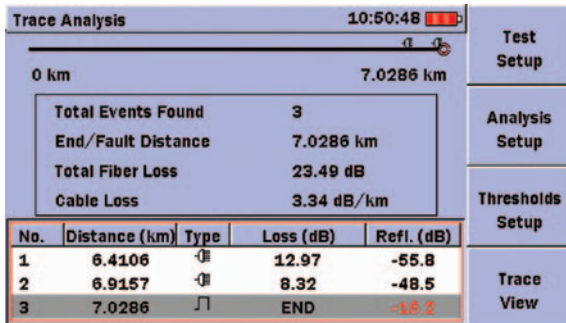 Trace Analysis 10:50:48
0 km 7.0286 km
Total Events Found 3
End/Fault Distance 7.0286 km
Total Fiber Loss 23.49 dB
Cable Loss 3.34 dB/km
No. Distance (km) Type Loss (dB) Refl. (dB)
1 6.4106 12.97 -55.8
2 6.9157 8.32 -48.5
3 7.0286 END
Test
Setup
Analysis
Setup
Thresholds
Setup
Trace
View